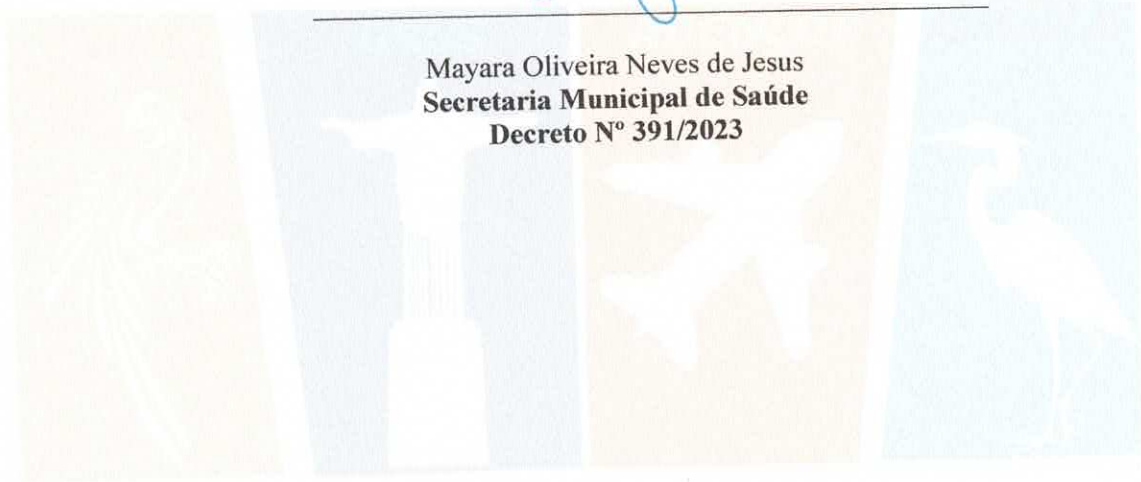 Mayara Oliveira Neves de Jesus
Secretaria Municipal de Saúde
Decreto Nº 391/2023